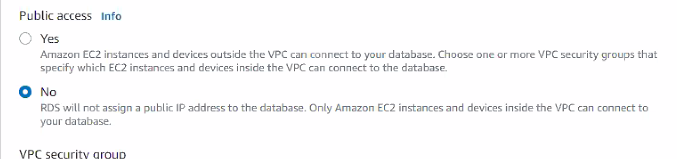 Public access Info
Yes
Amazon EC2 instances and devices outside the VPC can connect to your database. Choose one or more VPC security groups that
specify which EC2 instances and devices inside the VPC can connect to the database.
No
RDS will not assign a public IP address to the database. Only Amazon EC2 instances and devices inside the VPC can connect to
your database.
VPC security group